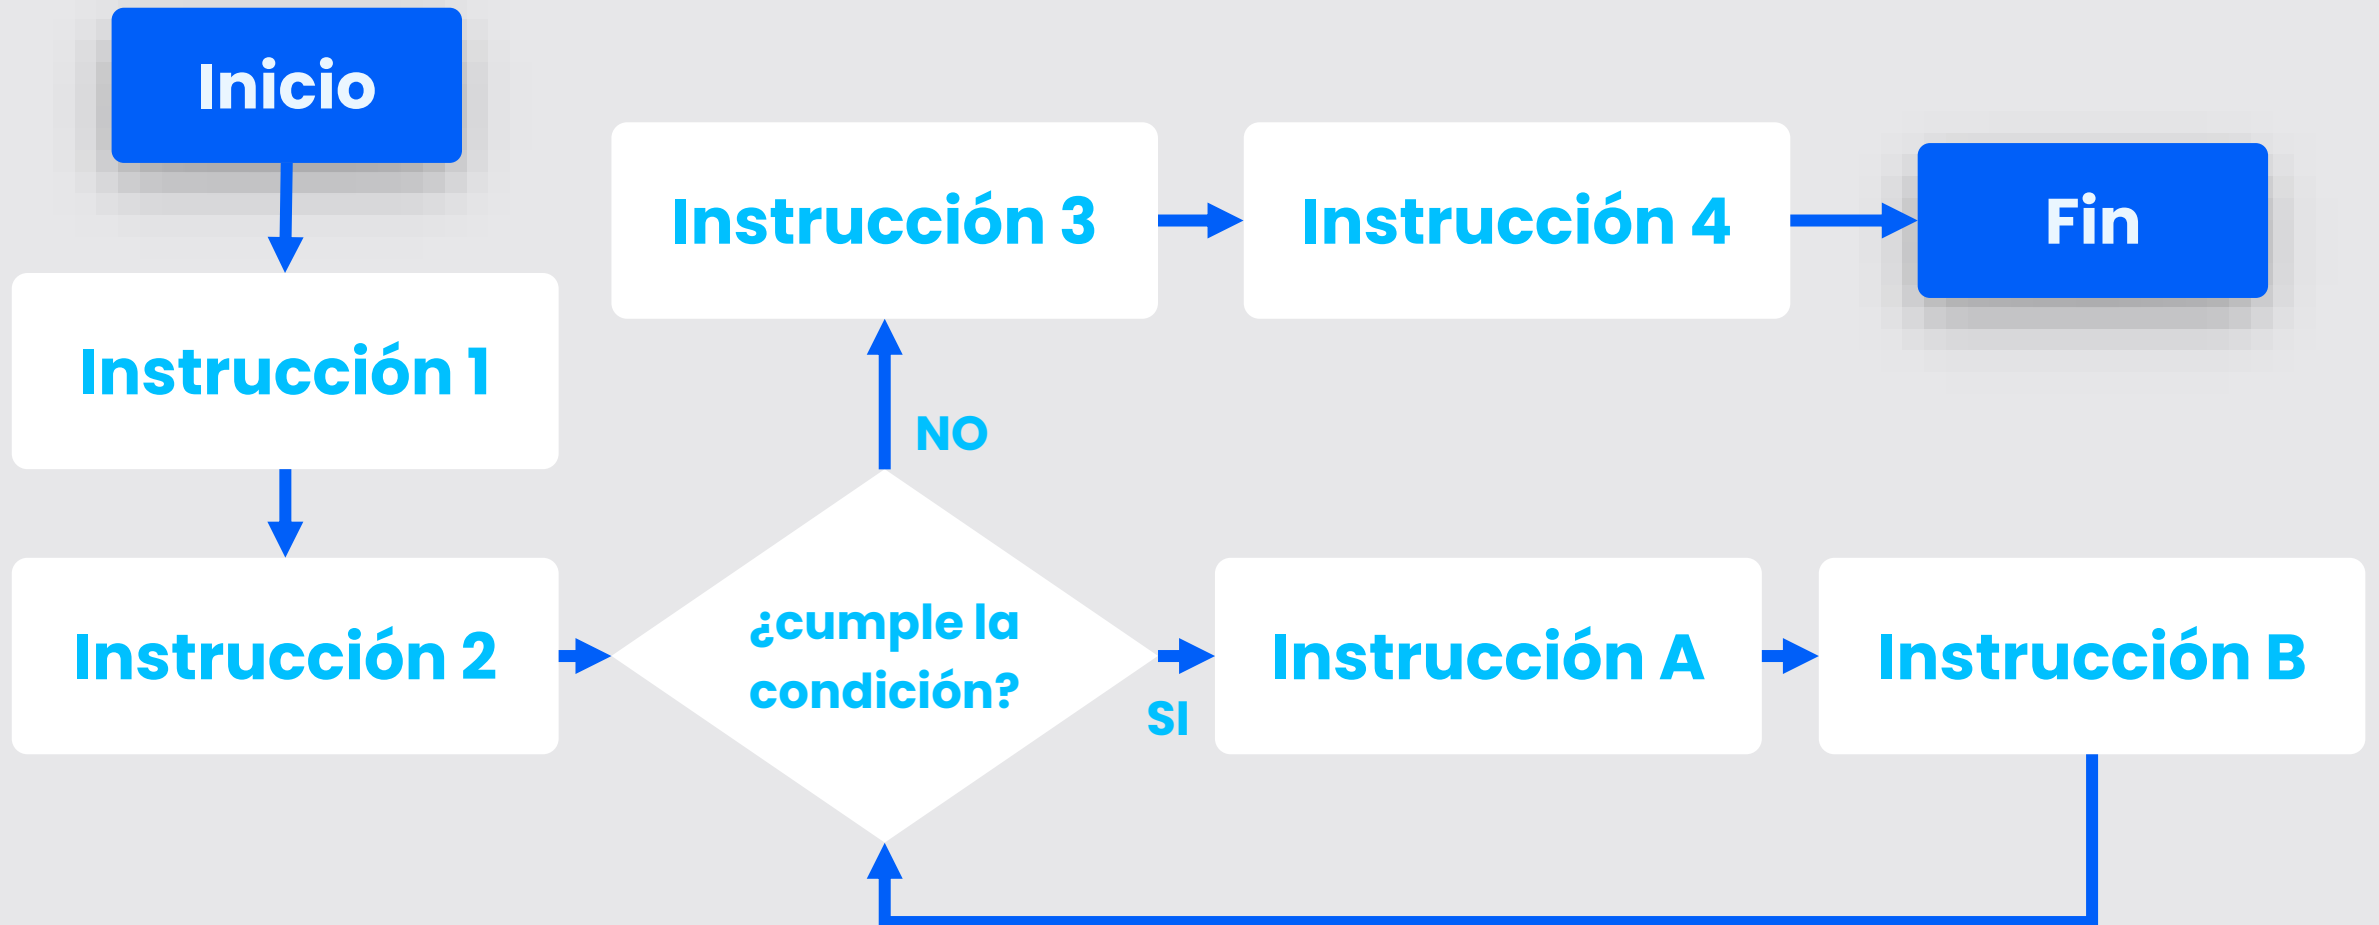 Inicio
Instrucción 1
Instrucción 2
¿cumple la
condición?
NO
Instrucción 3
Instrucción 4
Fin
SI
Instrucción A
Instrucción B